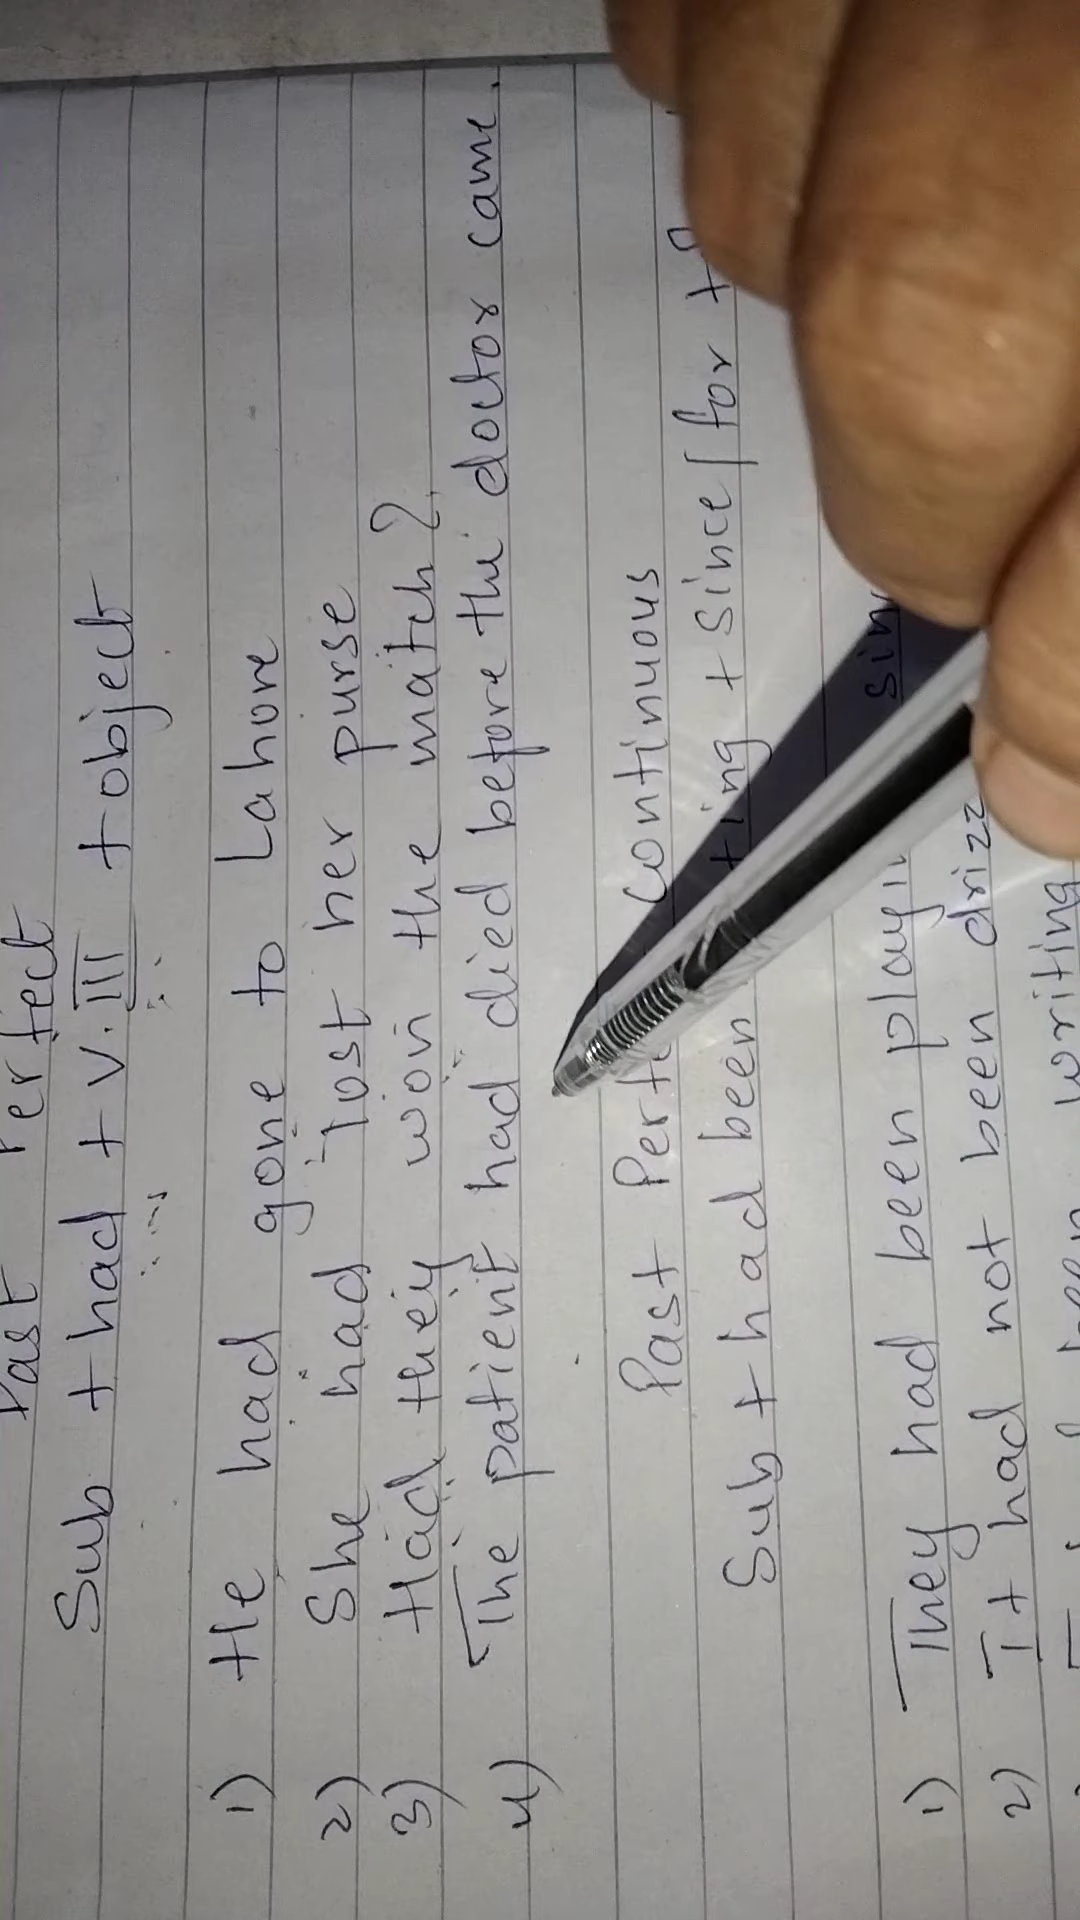 Past Perfect
Sub + had + V.III + object
1) He had gone to Lahore
2) She had lost her purse
3) Had they won the match?
4) The patient had died before the doctor came.
Past Continuous
Sub + had been + ing + since/for +
1) They had been
2) It had not been
writing